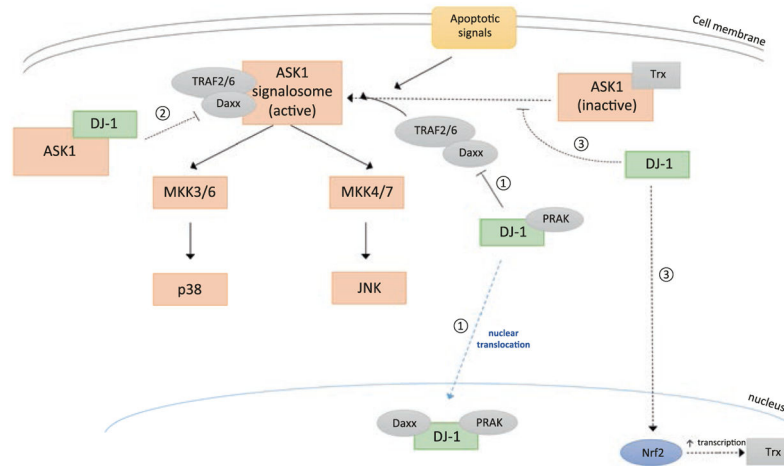 Cell membrane
Apoptotic
signals
TRAF2/6
Daxx
ASK1
signalosome
(active)
ASK1
(inactive)
Trx
②
DJ-1
ASK1
TRAF2/6
Daxx
③
DJ-1
①
MKK3/6
MKK4/7
PRAK
DJ-1
p38
JNK
③
①
nuclear
translocation
nucleus
Daxx
PRAK
DJ-1
Nrf2
↑ transcription
Trx